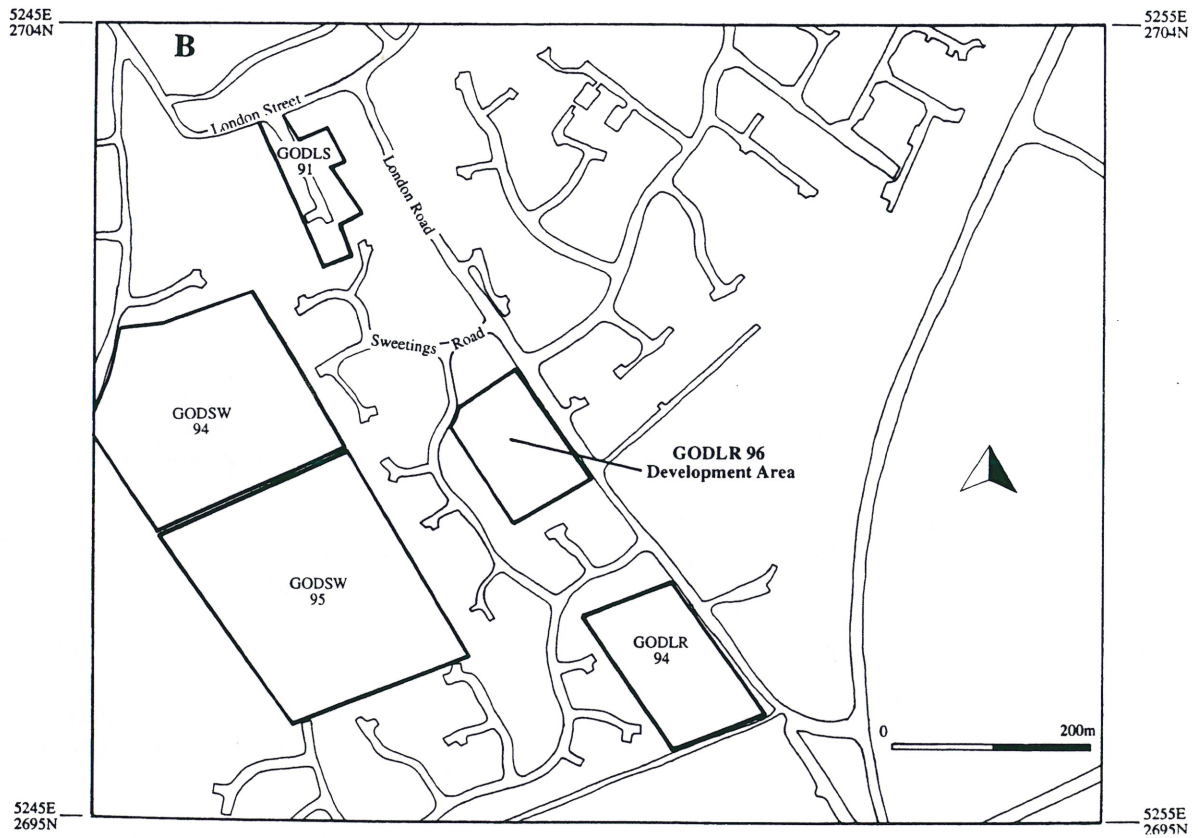 5245E
2704N
5255E
2704N
B
London Street
GODLS
91
London Road
Sweetings Road
GODSW
94
GODLR 96
Development Area
GODSW
95
GODLR
94
0
200m
5245E
2695N
5255E
2695N